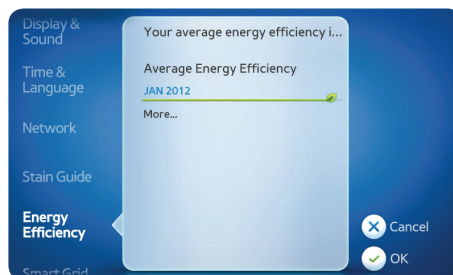 Display &
Sound
Time &
Language
Network
Stain Guide
Energy
Efficiency
Smart Grid
Your average energy efficiency i...
Average Energy Efficiency
JAN 2012
More...
Cancel
OK